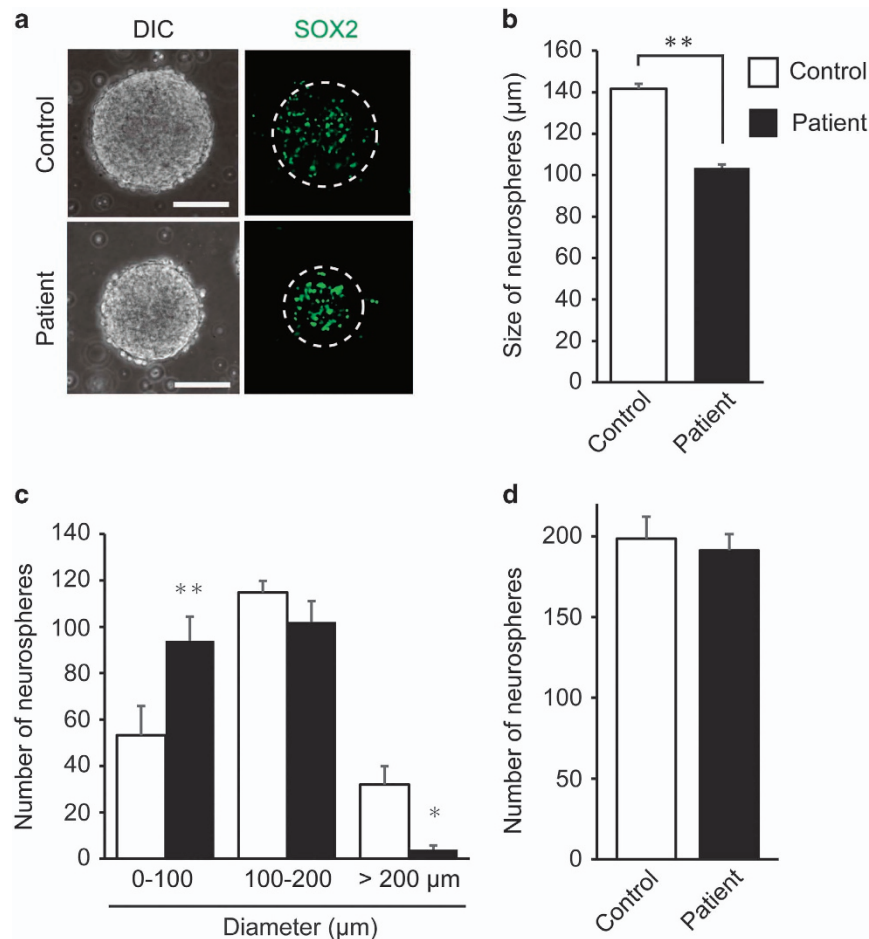 a
DIC
SOX2
Control
Patient
b
Size of neurospheres (µm)
160
140
120
100
80
60
40
20
0
**
Control
Patient
Control
Patient
c
Number of neurospheres
140
120
100
80
60
40
20
0
**
*
0-100
100-200
> 200 µm
Diameter (µm)
d
Number of neurospheres
200
150
100
50
0
Control
Patient